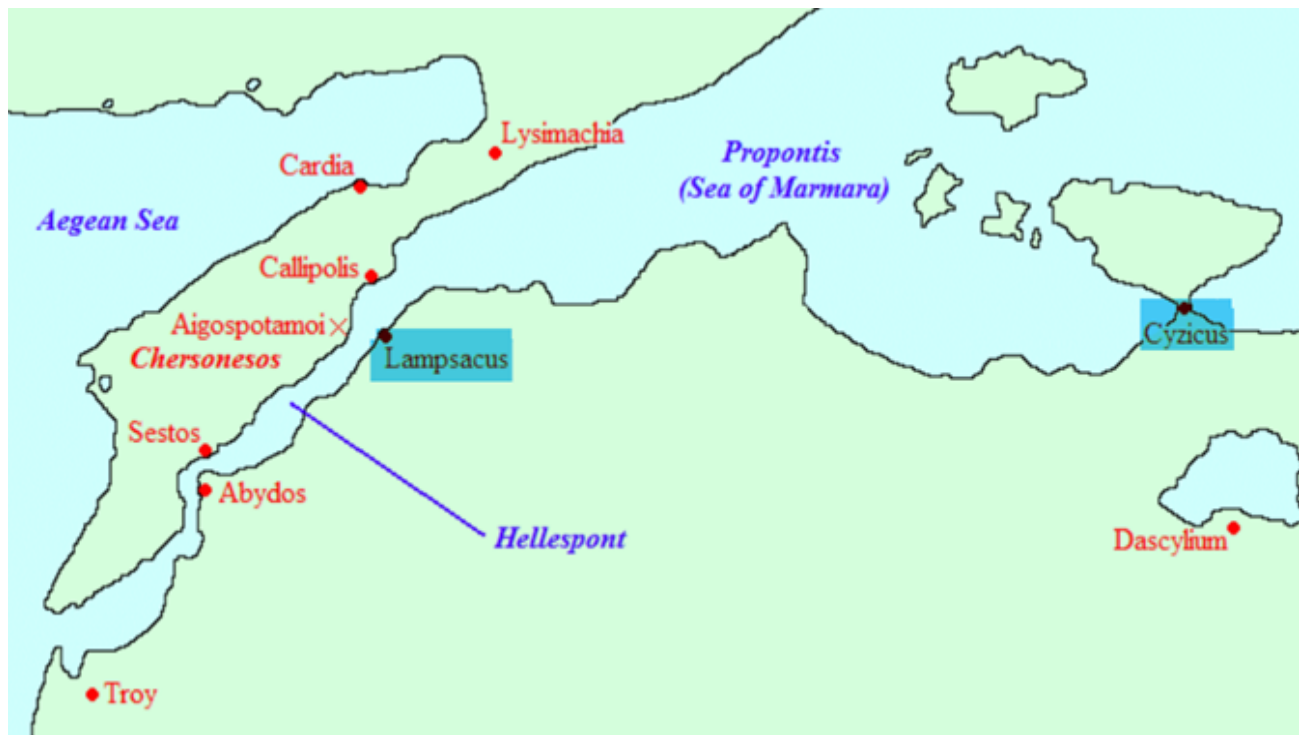 Lysimachia
Cardia
Propontis
(Sea of Marmara)
Aegean Sea
Callipolis
Aigospotamoi
Chersonesos
Lampsacus
Cyzicus
Sestos
Abydos
Hellespont
Dascylium
Troy